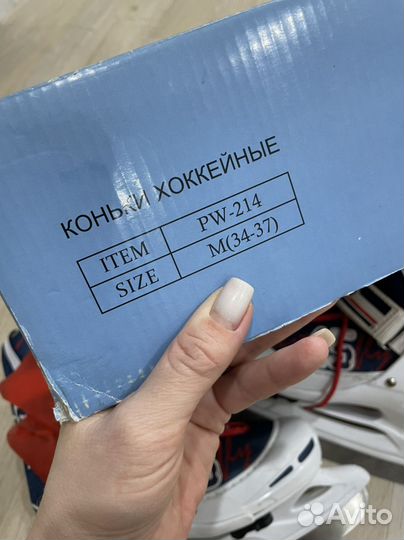 КОНЬКИ ХОККЕЙНЫЕ
ITEM PW-214
SIZE M(34-37)
Avito